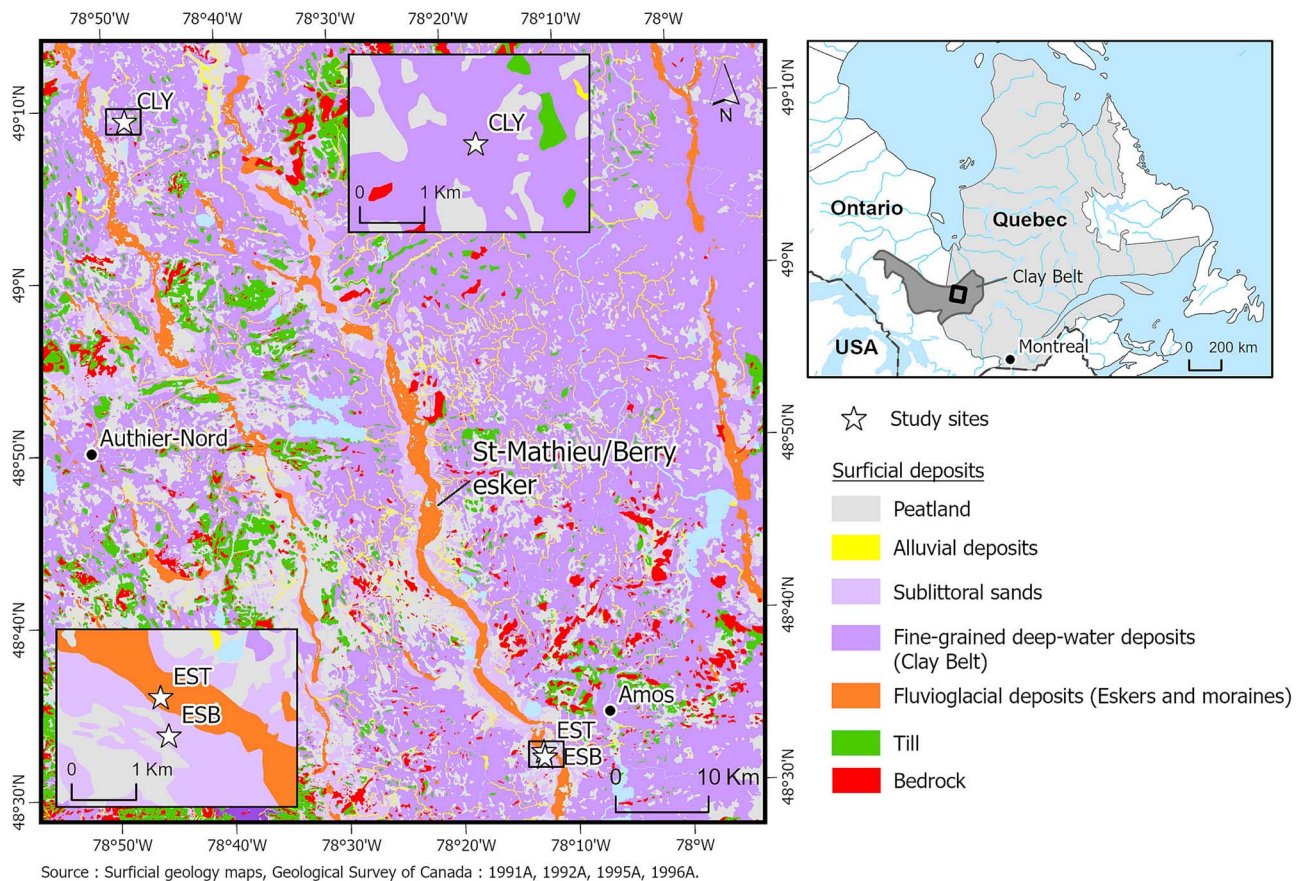 78°50'W 78°40'W 78°30'W 78°20'W 78°10'W 78°W
49°10'N
49°N
48°50'N
48°40'N
48°30'N
CLY
CLY
0 1 Km
N
Authier-Nord
St-Mathieu/Berry
esker
EST
ESB
0 1 Km
Amos
EST
ESB
0 10 Km
49°10'N
49°N
48°50'N
48°40'N
48°30'N
78°50'W 78°40'W 78°30'W 78°20'W 78°10'W 78°W
Ontario
Quebec
Clay Belt
USA
Montreal
0 200 km
Study sites
Surficial deposits
Peatland
Alluvial deposits
Sublittoral sands
Fine-grained deep-water deposits
(Clay Belt)
Fluvioglacial deposits (Eskers and moraines)
Till
Bedrock
Source : Surficial geology maps, Geological Survey of Canada : 1991A, 1992A, 1995A, 1996A.